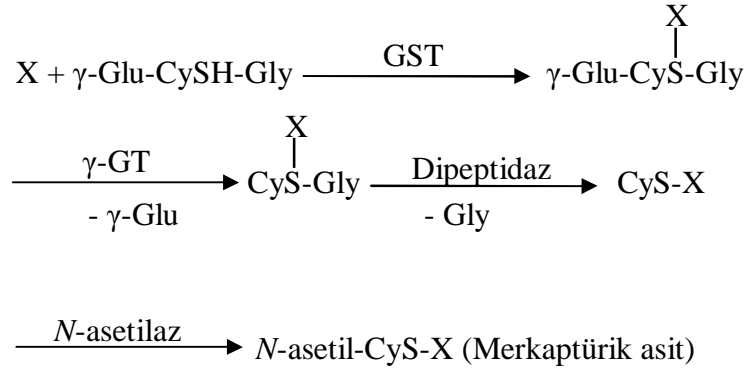 X
X + γ-Glu-CySH-Gly GST γ-Glu-CyS-Gly
X
γ-GT CyS-Gly Dipeptidaz CyS-X
- γ-Glu - Gly
N-asetilaz N-asetil-CyS-X (Merkaptürik asit)